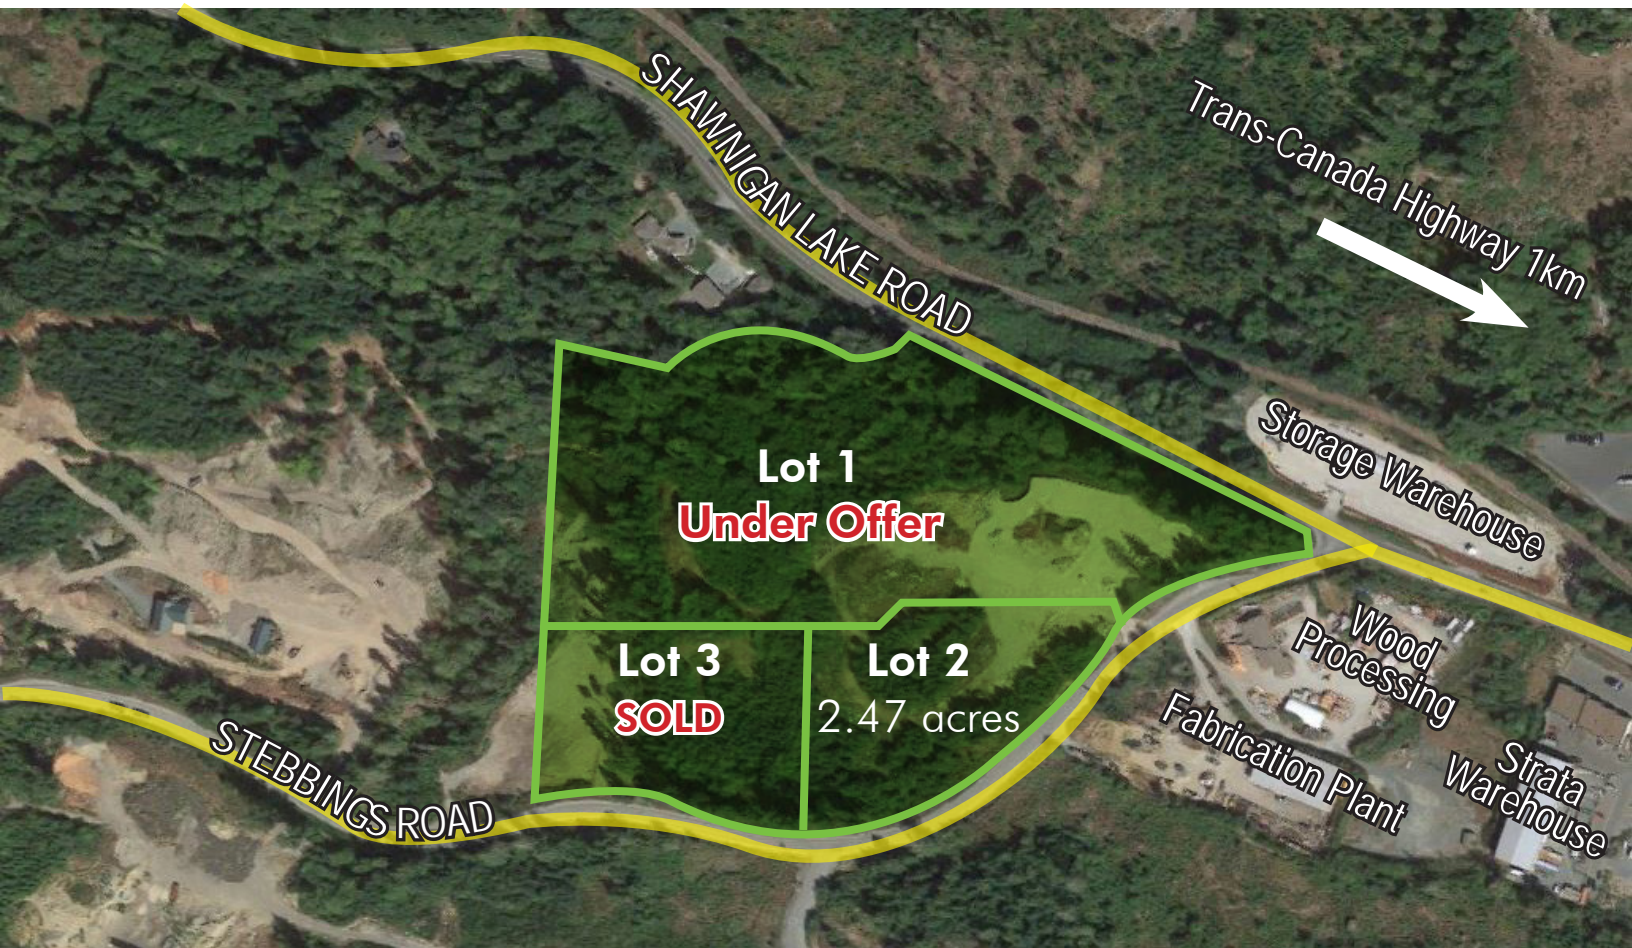 SHAWNIGAN LAKE ROAD
Trans-Canada Highway 1km
Storage Warehouse
Lot 1
Under Offer
Lot 3
SOLD
Lot 2
2.47 acres
Wood
Processing
Fabrication Plant
Strata
Warehouse
STEBBINGS ROAD